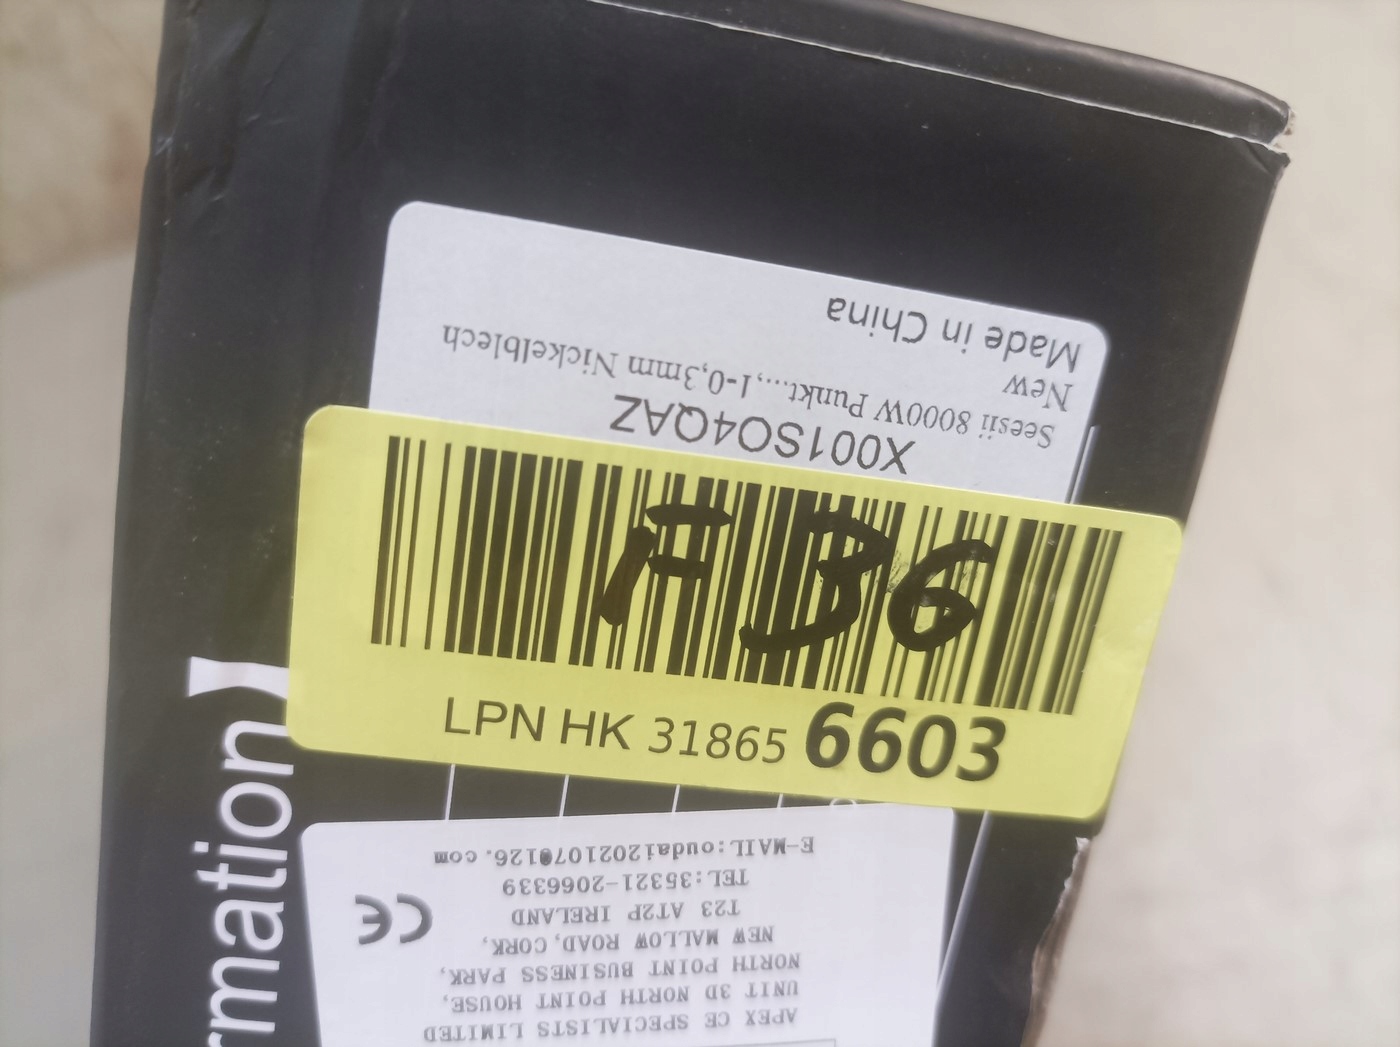 Made in China
New
Seesii 8000W Punkt...,1-0,3mm Nickelblech
X001SO4QAZ
F 36
LPN HK 31865 6603
rmation】
APEX CE SPECIALISTS LIMITED
UNIT 3D NORTH POINT HOUSE,
NORTH POINT BUSINESS PARK,
NEW MALLOW ROAD,CORK,
T23 AT2P IRELAND
TEL:35321-2066339
E-MAIL:oudai20210701@126.com
CE